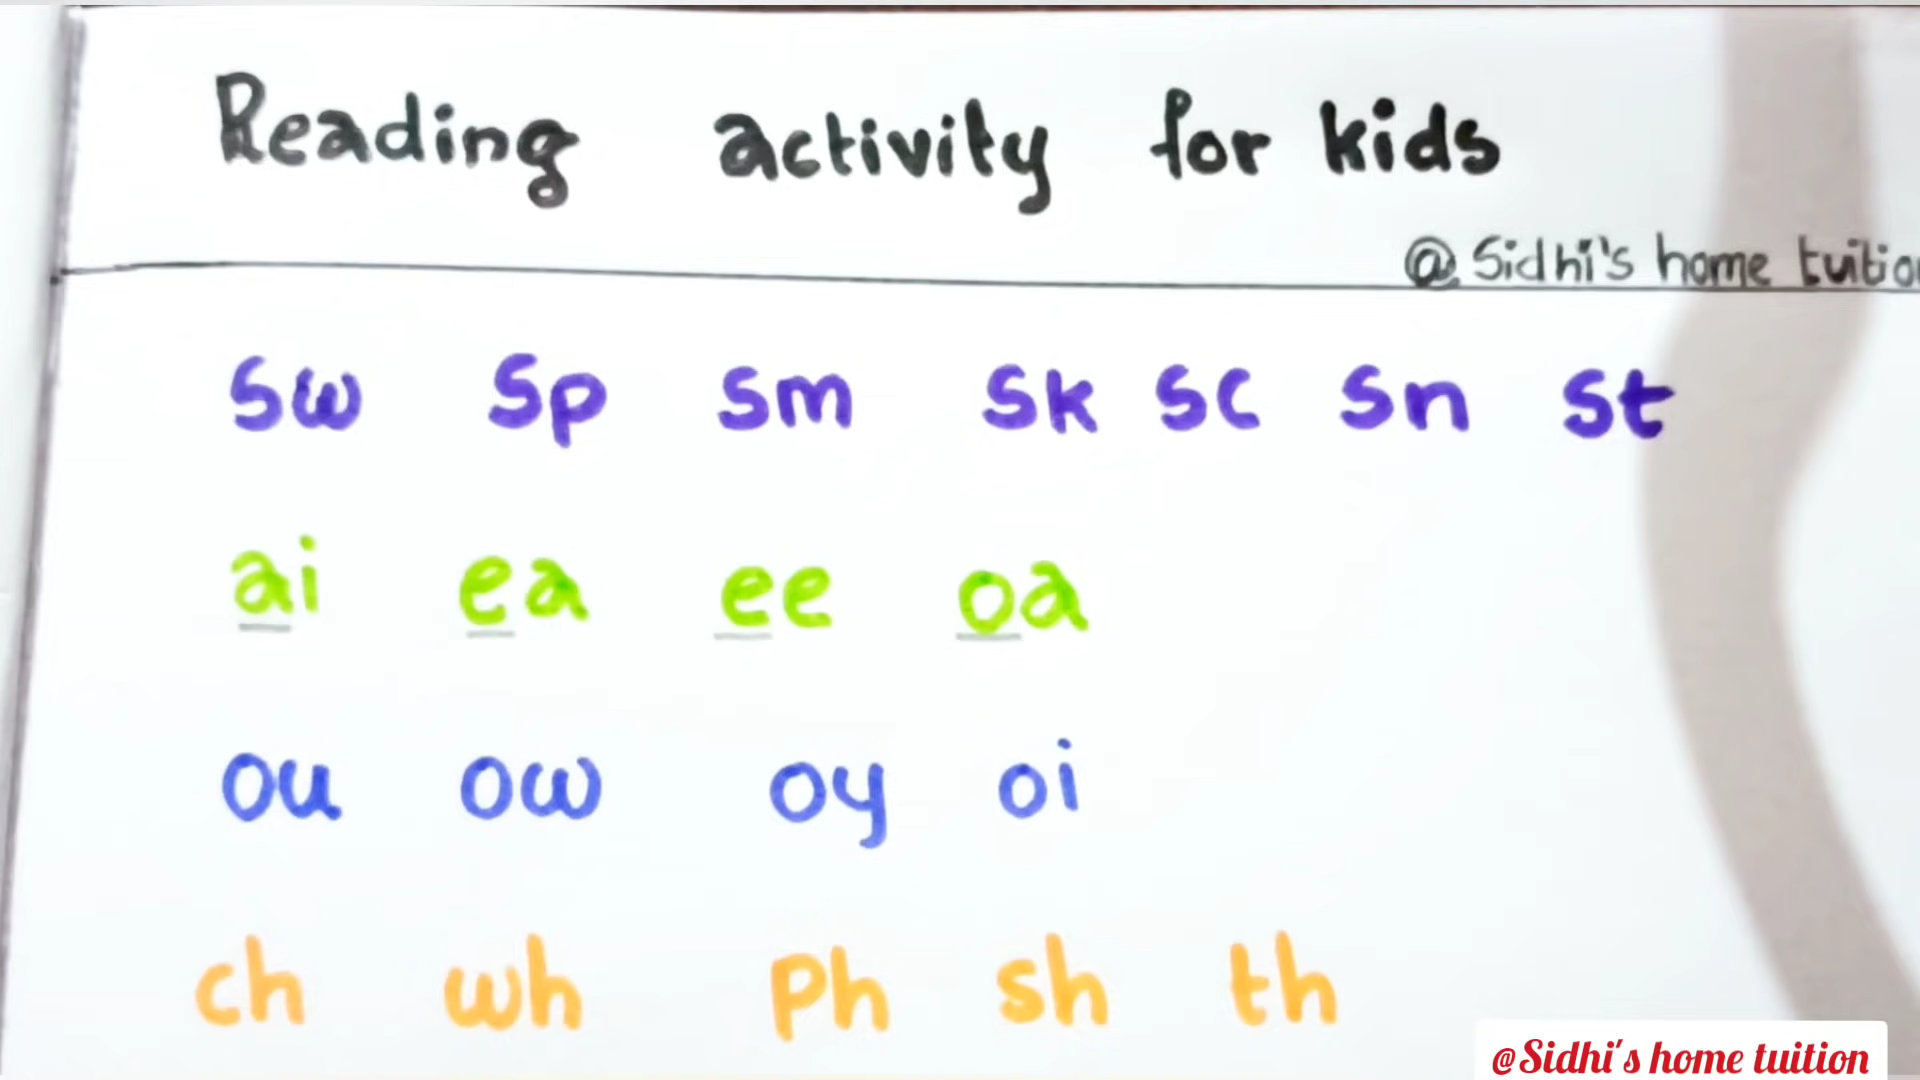 Reading activity for kids
@ Sidhi's home tuition
sw sp sm sk sc sn st
ai ea ee oa
ou ow oy oi
ch wh ph sh th
@Sidhi's home tuition